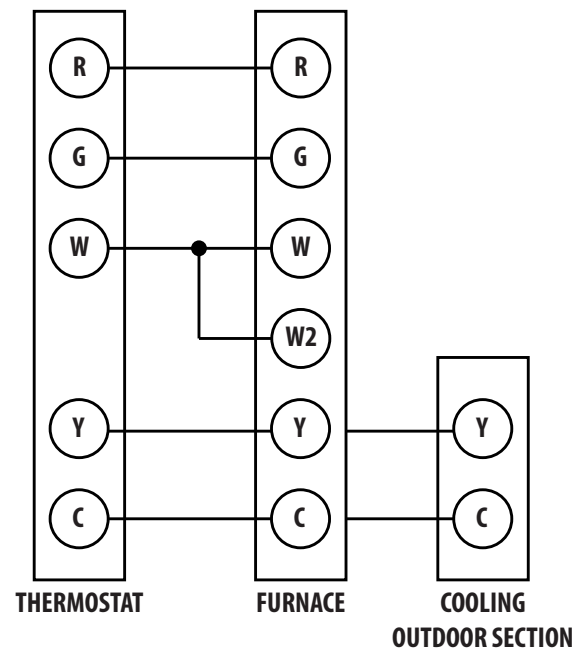 R R
G G
W W
W2
Y Y Y
C C C
THERMOSTAT FURNACE COOLING
OUTDOOR SECTION